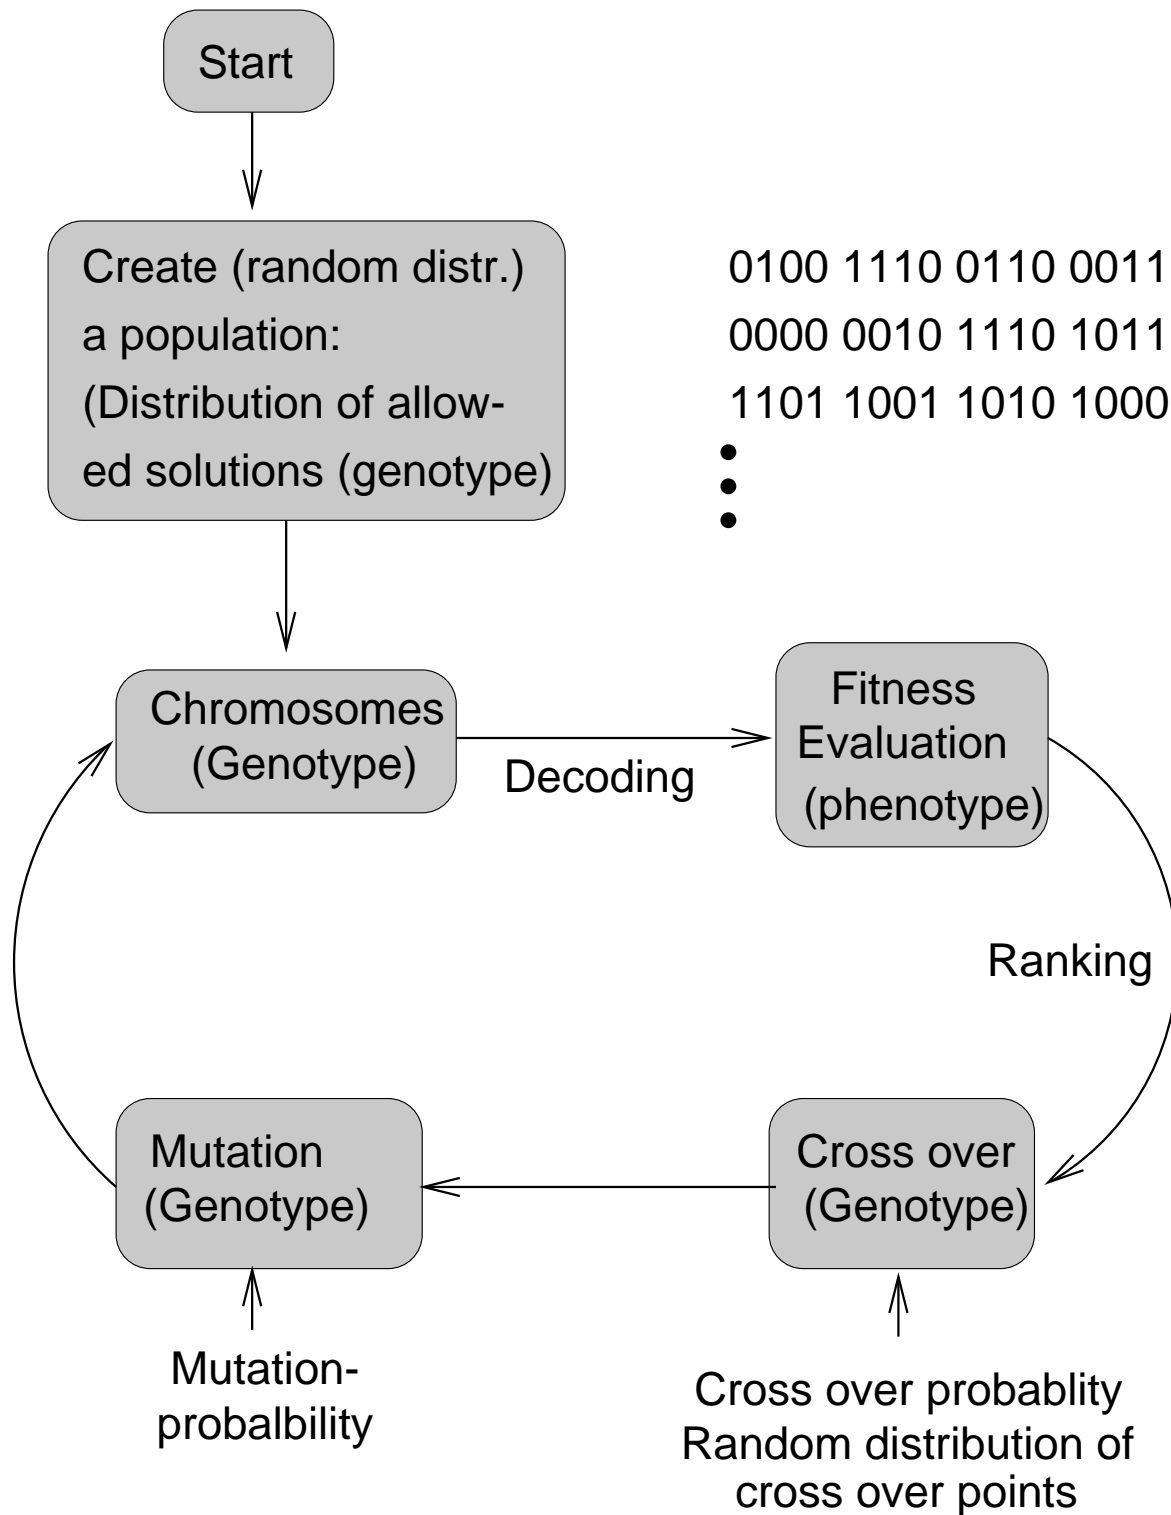 Start
Create (random distr.)
a population:
(Distribution of allow-
ed solutions (genotype)
0100 1110 0110 0011
0000 0010 1110 1011
1101 1001 1010 1000
Chromosomes
(Genotype)
Decoding
Fitness
Evaluation
(phenotype)
Ranking
Mutation
(Genotype)
Cross over
(Genotype)
Mutation-
probalbility
Cross over probablity
Random distribution of
cross over points